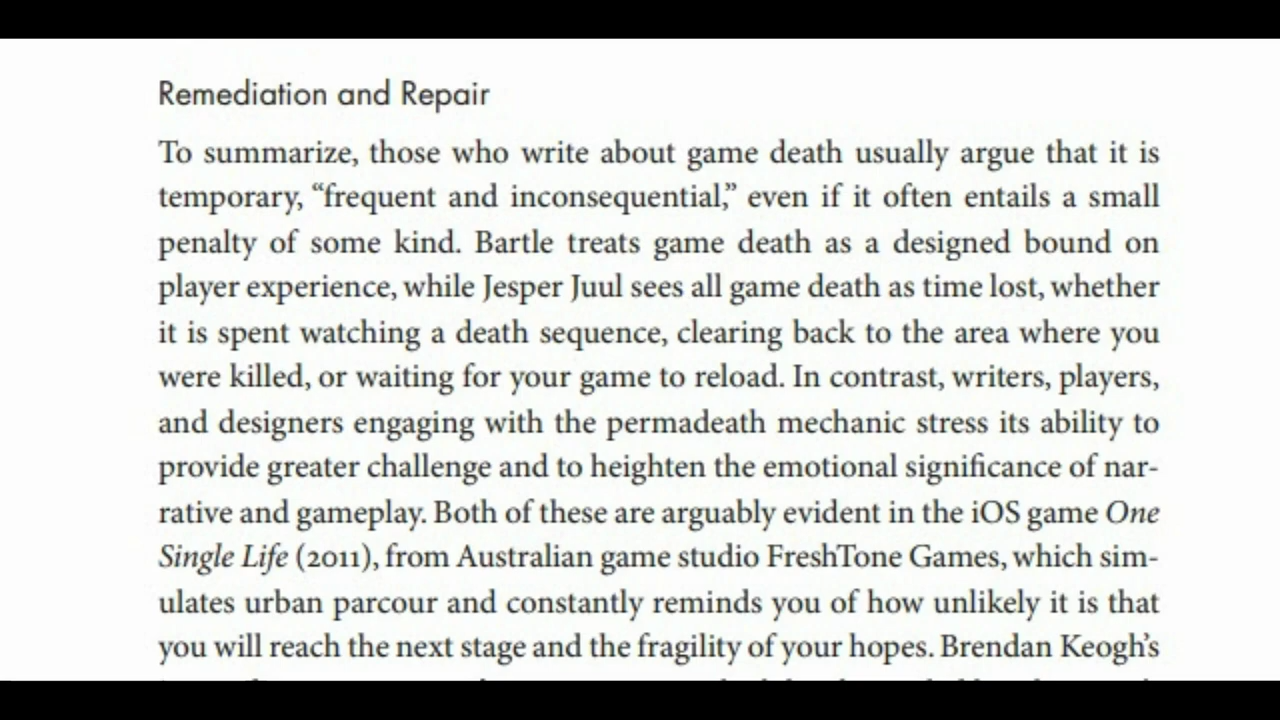 Remediation and Repair
To summarize, those who write about game death usually argue that it is
temporary, “frequent and inconsequential,” even if it often entails a small
penalty of some kind. Bartle treats game death as a designed bound on
player experience, while Jesper Juul sees all game death as time lost, whether
it is spent watching a death sequence, clearing back to the area where you
were killed, or waiting for your game to reload. In contrast, writers, players,
and designers engaging with the permadeath mechanic stress its ability to
provide greater challenge and to heighten the emotional significance of nar-
rative and gameplay. Both of these are arguably evident in the iOS game One
Single Life (2011), from Australian game studio FreshTone Games, which sim-
ulates urban parcour and constantly reminds you of how unlikely it is that
you will reach the next stage and the fragility of your hopes. Brendan Keogh’s